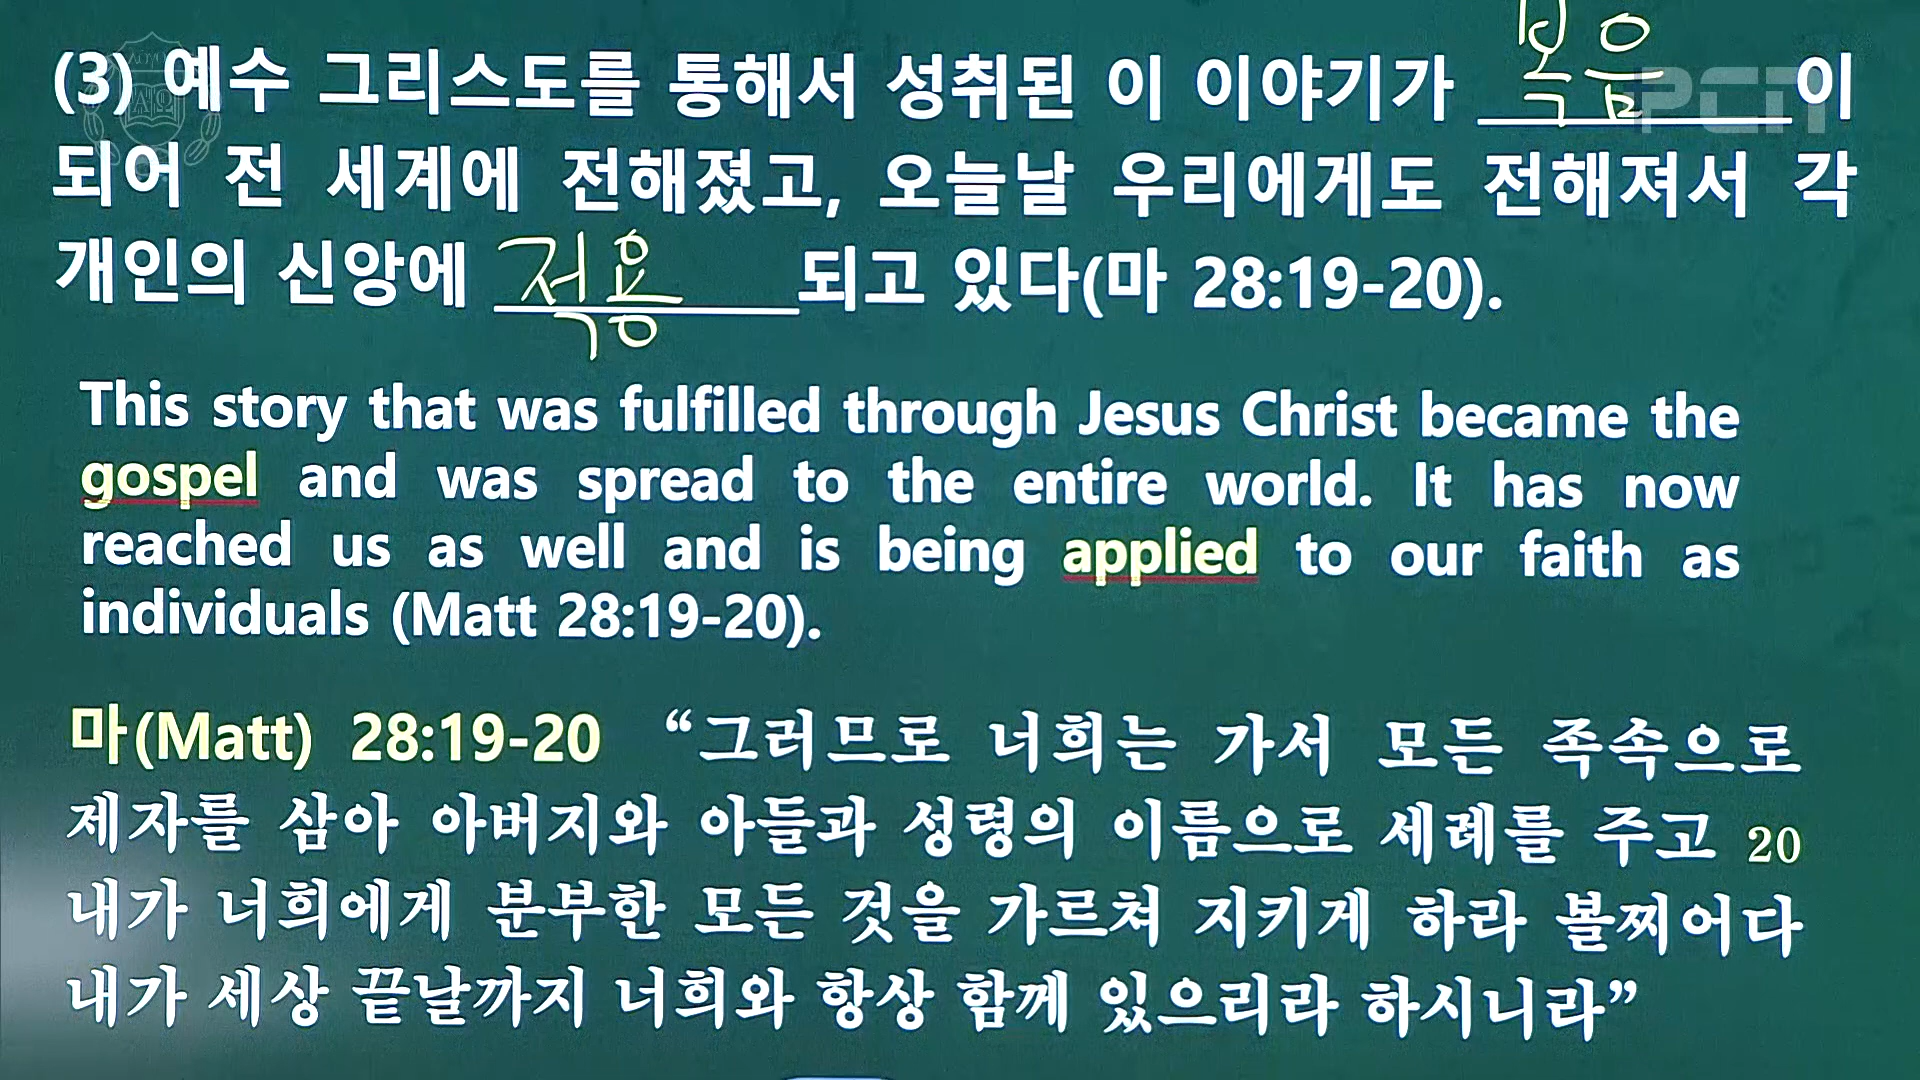 (3) 예수 그리스도를 통해서 성취된 이 이야기가 복음이
되어 전 세계에 전해졌고, 오늘날 우리에게도 전해져서 각
개인의 신앙에 적용되고 있다(마 28:19-20).
This story that was fulfilled through Jesus Christ became the
gospel and was spread to the entire world. It has now
reached us as well and is being applied to our faith as
individuals (Matt 28:19-20).
마(Matt) 28:19-20 “그러므로 너희는 가서 모든 족속으로
제자를 삼아 아버지와 아들과 성령의 이름으로 세례를 주고 20
내가 너희에게 분부한 모든 것을 가르쳐 지키게 하라 볼찌어다
내가 세상 끝날까지 너희와 항상 함께 있으리라 하시니라”